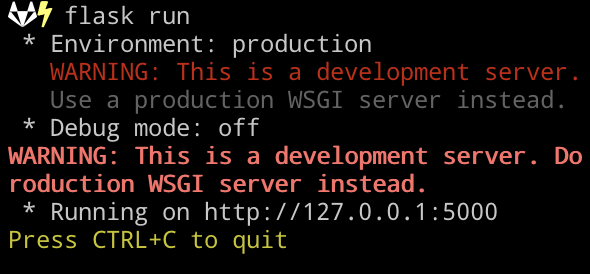 flask run
* Environment: production
WARNING: This is a development server.
Use a production WSGI server instead.
* Debug mode: off
WARNING: This is a development server. Do
roduction WSGI server instead.
* Running on http://127.0.0.1:5000
Press CTRL+C to quit